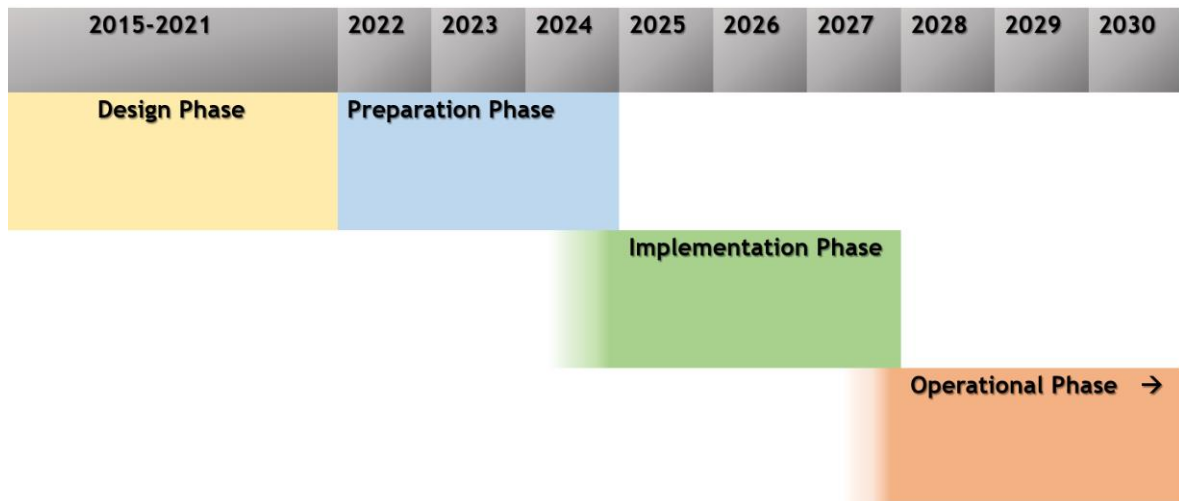 2015-2021 2022 2023 2024 2025 2026 2027 2028 2029 2030
Design Phase Preparation Phase
Implementation Phase
Operational Phase →